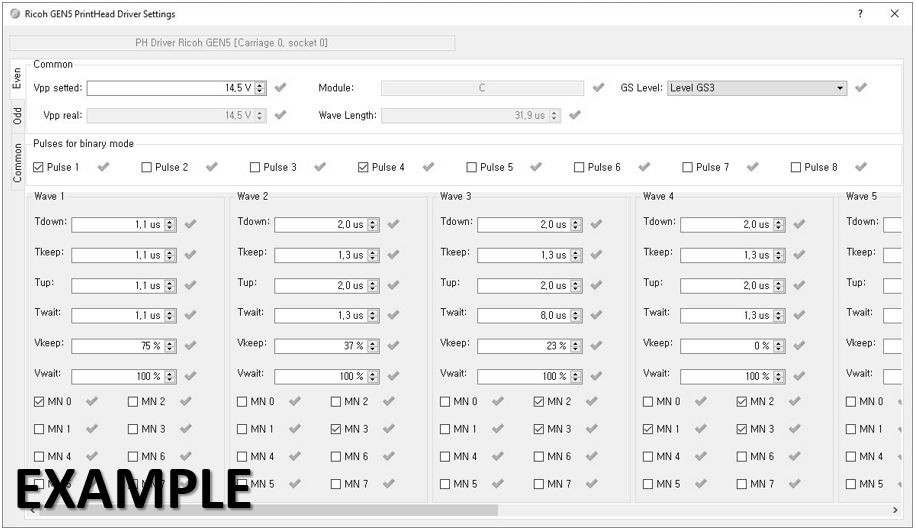 Ricoh GEN5 PrintHead Driver Settings ? ×
PH Driver Ricoh GEN5 [Carriage 0, socket 0]
Even
Odd
Common
Common
Vpp setted: 14,5 V Module: C GS Level: Level GS3
Vpp real: 14,5 V Wave Length: 31,9 us
Pulses for binary mode
Pulse 1 Pulse 2 Pulse 3 Pulse 4 Pulse 5 Pulse 6 Pulse 7 Pulse 8
Wave 1 Wave 2 Wave 3 Wave 4 Wave 5
Tdown: 1,1 us Tdown: 2,0 us Tdown: 2,0 us Tdown: 2,0 us Tdown:
Tkeep: 1,1 us Tkeep: 1,3 us Tkeep: 1,3 us Tkeep: 1,3 us Tkeep:
Tup: 1,1 us Tup: 2,0 us Tup: 2,0 us Tup: 2,0 us Tup:
Twait: 1,1 us Twait: 1,3 us Twait: 8,0 us Twait: 1,3 us Twait:
Vkeep: 75 % Vkeep: 37 % Vkeep: 23 % Vkeep: 0 % Vkeep:
Vwait: 100 % Vwait: 100 % Vwait: 100 % Vwait: 100 % Vwait:
MN 0 MN 2 MN 0 MN 2 MN 0 MN 2 MN 0 MN 2 MN 0
MN 1 MN 3 MN 1 MN 3 MN 1 MN 3 MN 1 MN 3 MN 1
MN 4 MN 6 MN 4 MN 6 MN 4 MN 6 MN 4 MN 6 MN 4
MN 5 MN 7 MN 5 MN 7 MN 5 MN 7 MN 5
EXAMPLE